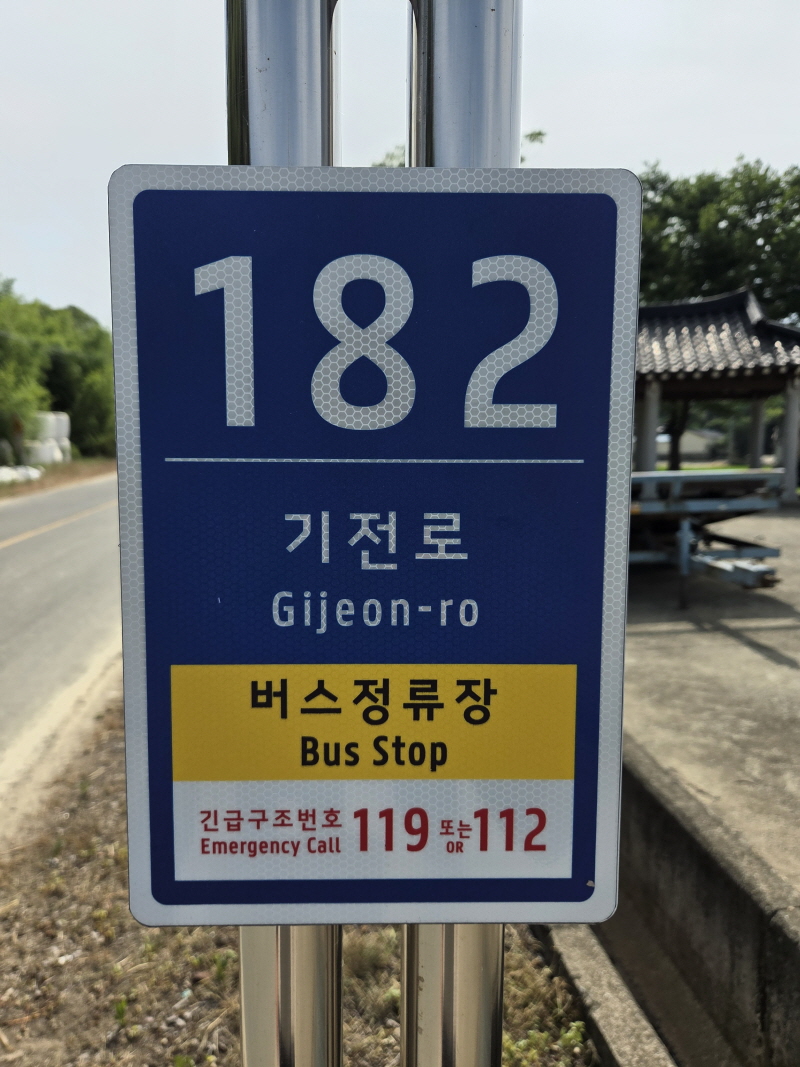 182
기전로
Gijeon-ro
버스정류장
Bus Stop
긴급구조번호 119 또는 112
Emergency Call OR